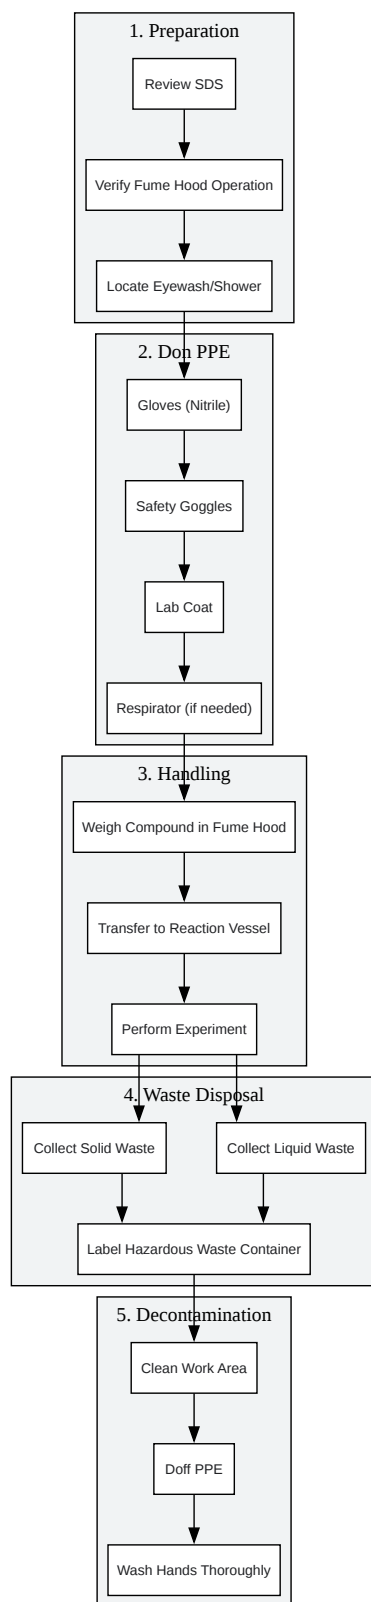 1. Preparation
Review SDS
Verify Fume Hood Operation
Locate Eyewash/Shower
2. Don PPE
Gloves (Nitrile)
Safety Goggles
Lab Coat
Respirator (if needed)
3. Handling
Weigh Compound in Fume Hood
Transfer to Reaction Vessel
Perform Experiment
4. Waste Disposal
Collect Solid Waste
Collect Liquid Waste
Label Hazardous Waste Container
5. Decontamination
Clean Work Area
Doff PPE
Wash Hands Thoroughly